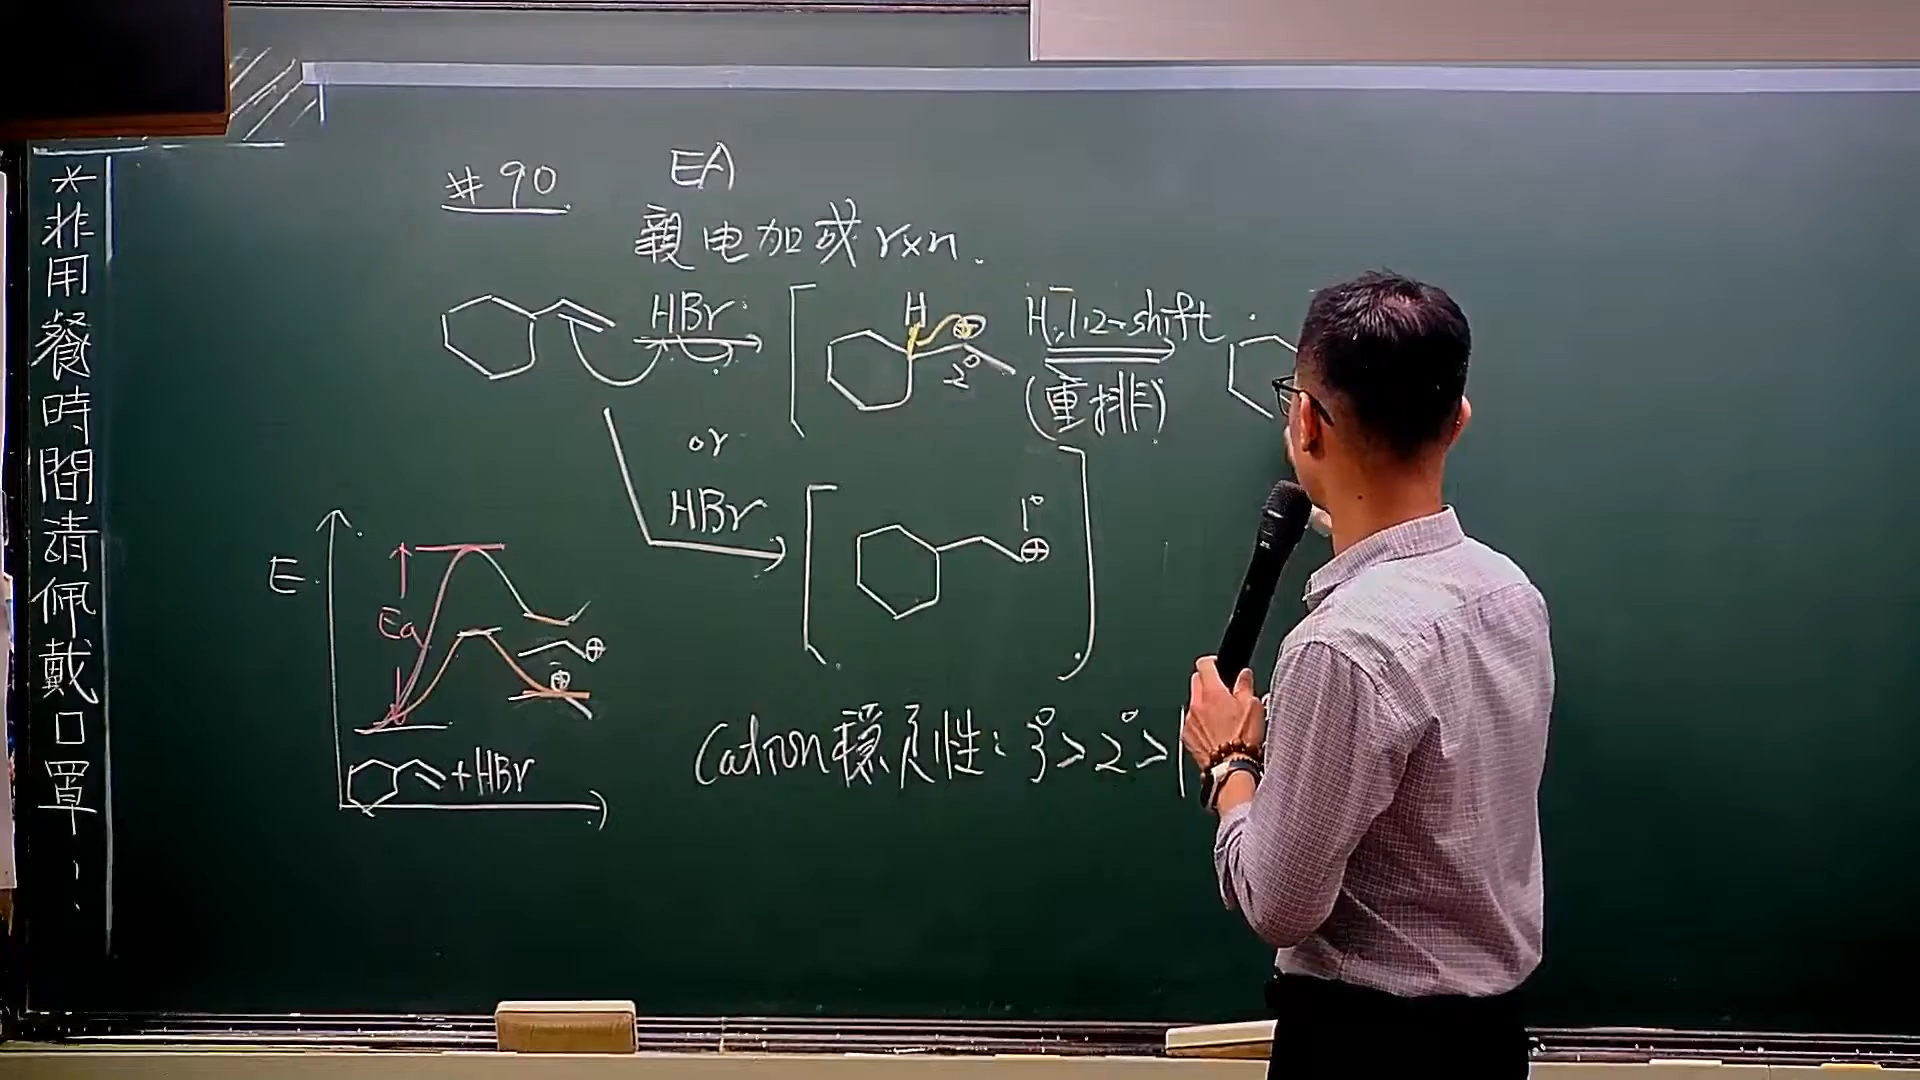 *非用餐時間請佩戴口罩!
#90
EA
親电加成rxn.
HBr
H
⊕
2°
H,1,2-shift
(重排)
or
HBr
1°
⊕
E
Ea
⊕
⊕
+HBr
Cation穩定性:3°>2°>1